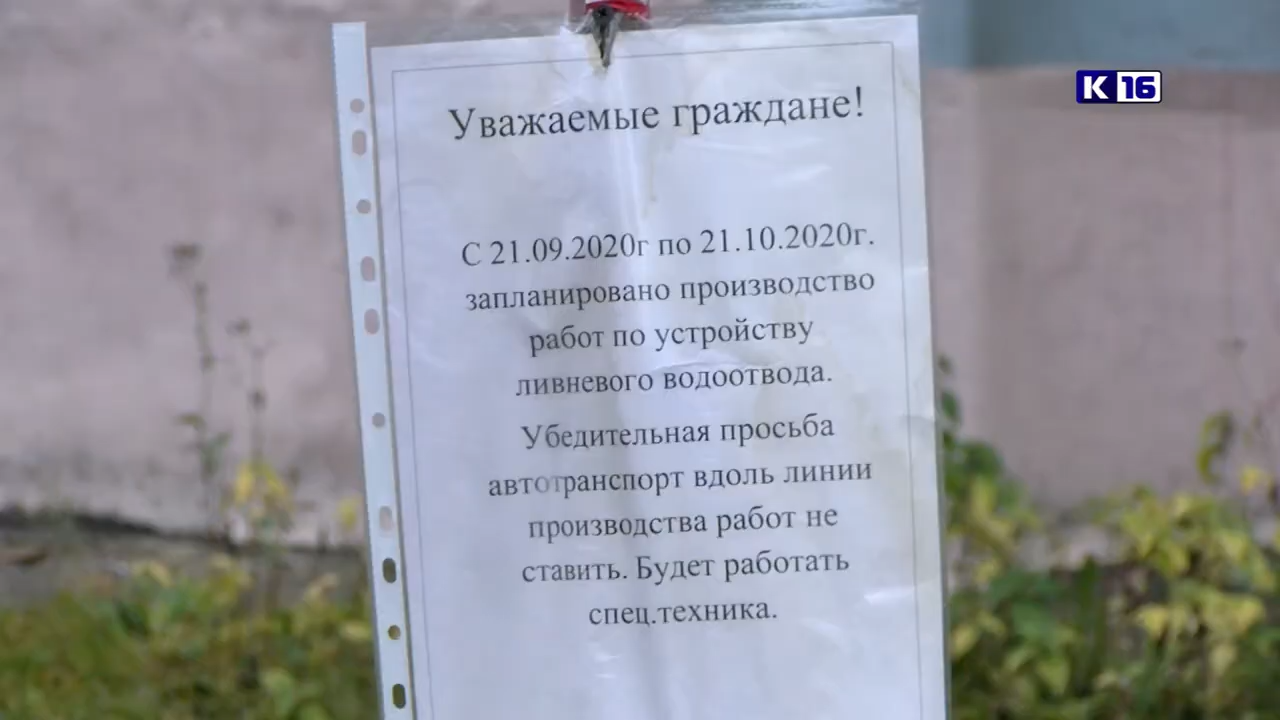 К 16
Уважаемые граждане!
С 21.09.2020г по 21.10.2020г.
запланировано производство
работ по устройству
ливневого водоотвода.
Убедительная просьба
автотранспорт вдоль линии
производства работ не
ставить. Будет работать
спец.техника.